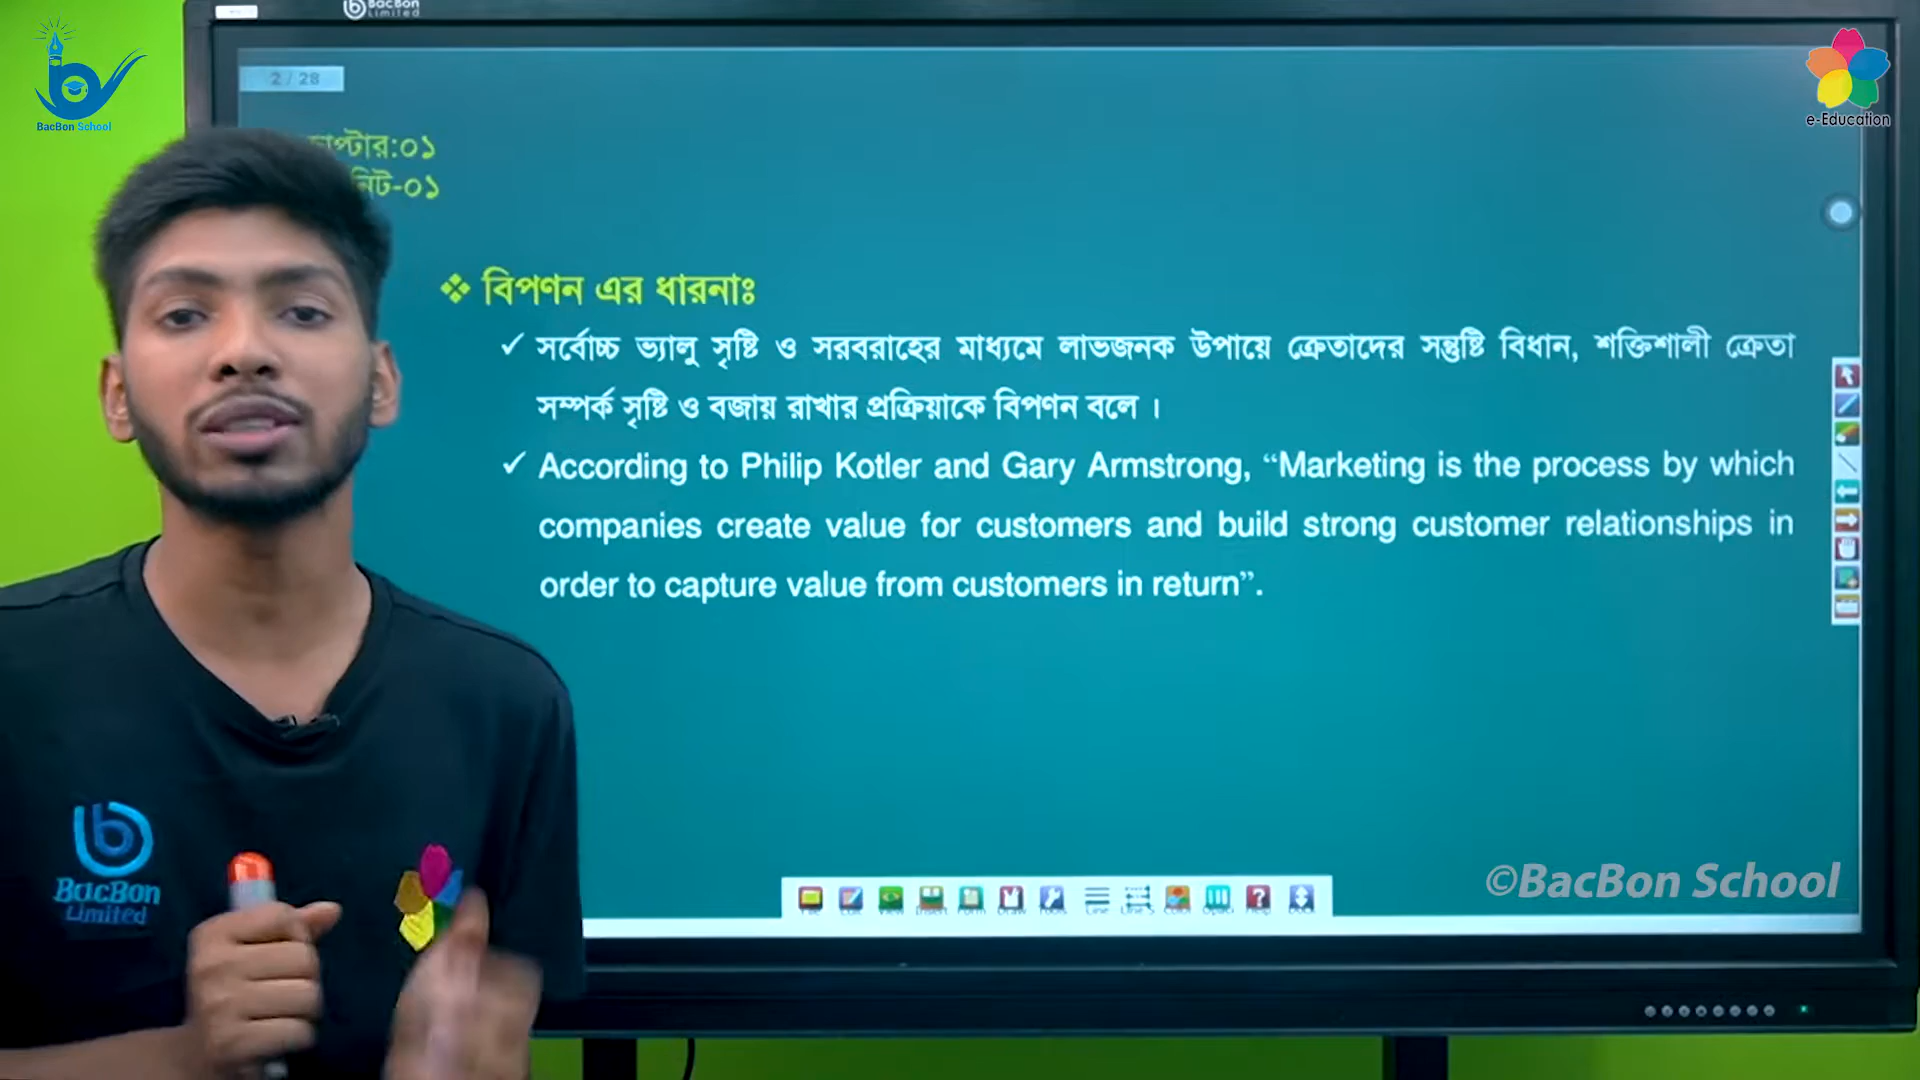 BacBon
Limited
BacBon School
e-Education
2 / 28
প্টার:০১
নিট-০১
❖ বিপণন এর ধারনাঃ
✓ সর্বোচ্চ ভ্যালু সৃষ্টি ও সরবরাহের মাধ্যমে লাভজনক উপায়ে ক্রেতাদের সন্তুষ্টি বিধান, শক্তিশালী ক্রেতা
সম্পর্ক সৃষ্টি ও বজায় রাখার প্রক্রিয়াকে বিপণন বলে ।
✓ According to Philip Kotler and Gary Armstrong, “Marketing is the process by which
companies create value for customers and build strong customer relationships in
order to capture value from customers in return”.
BacBon
Limited
©BacBon School